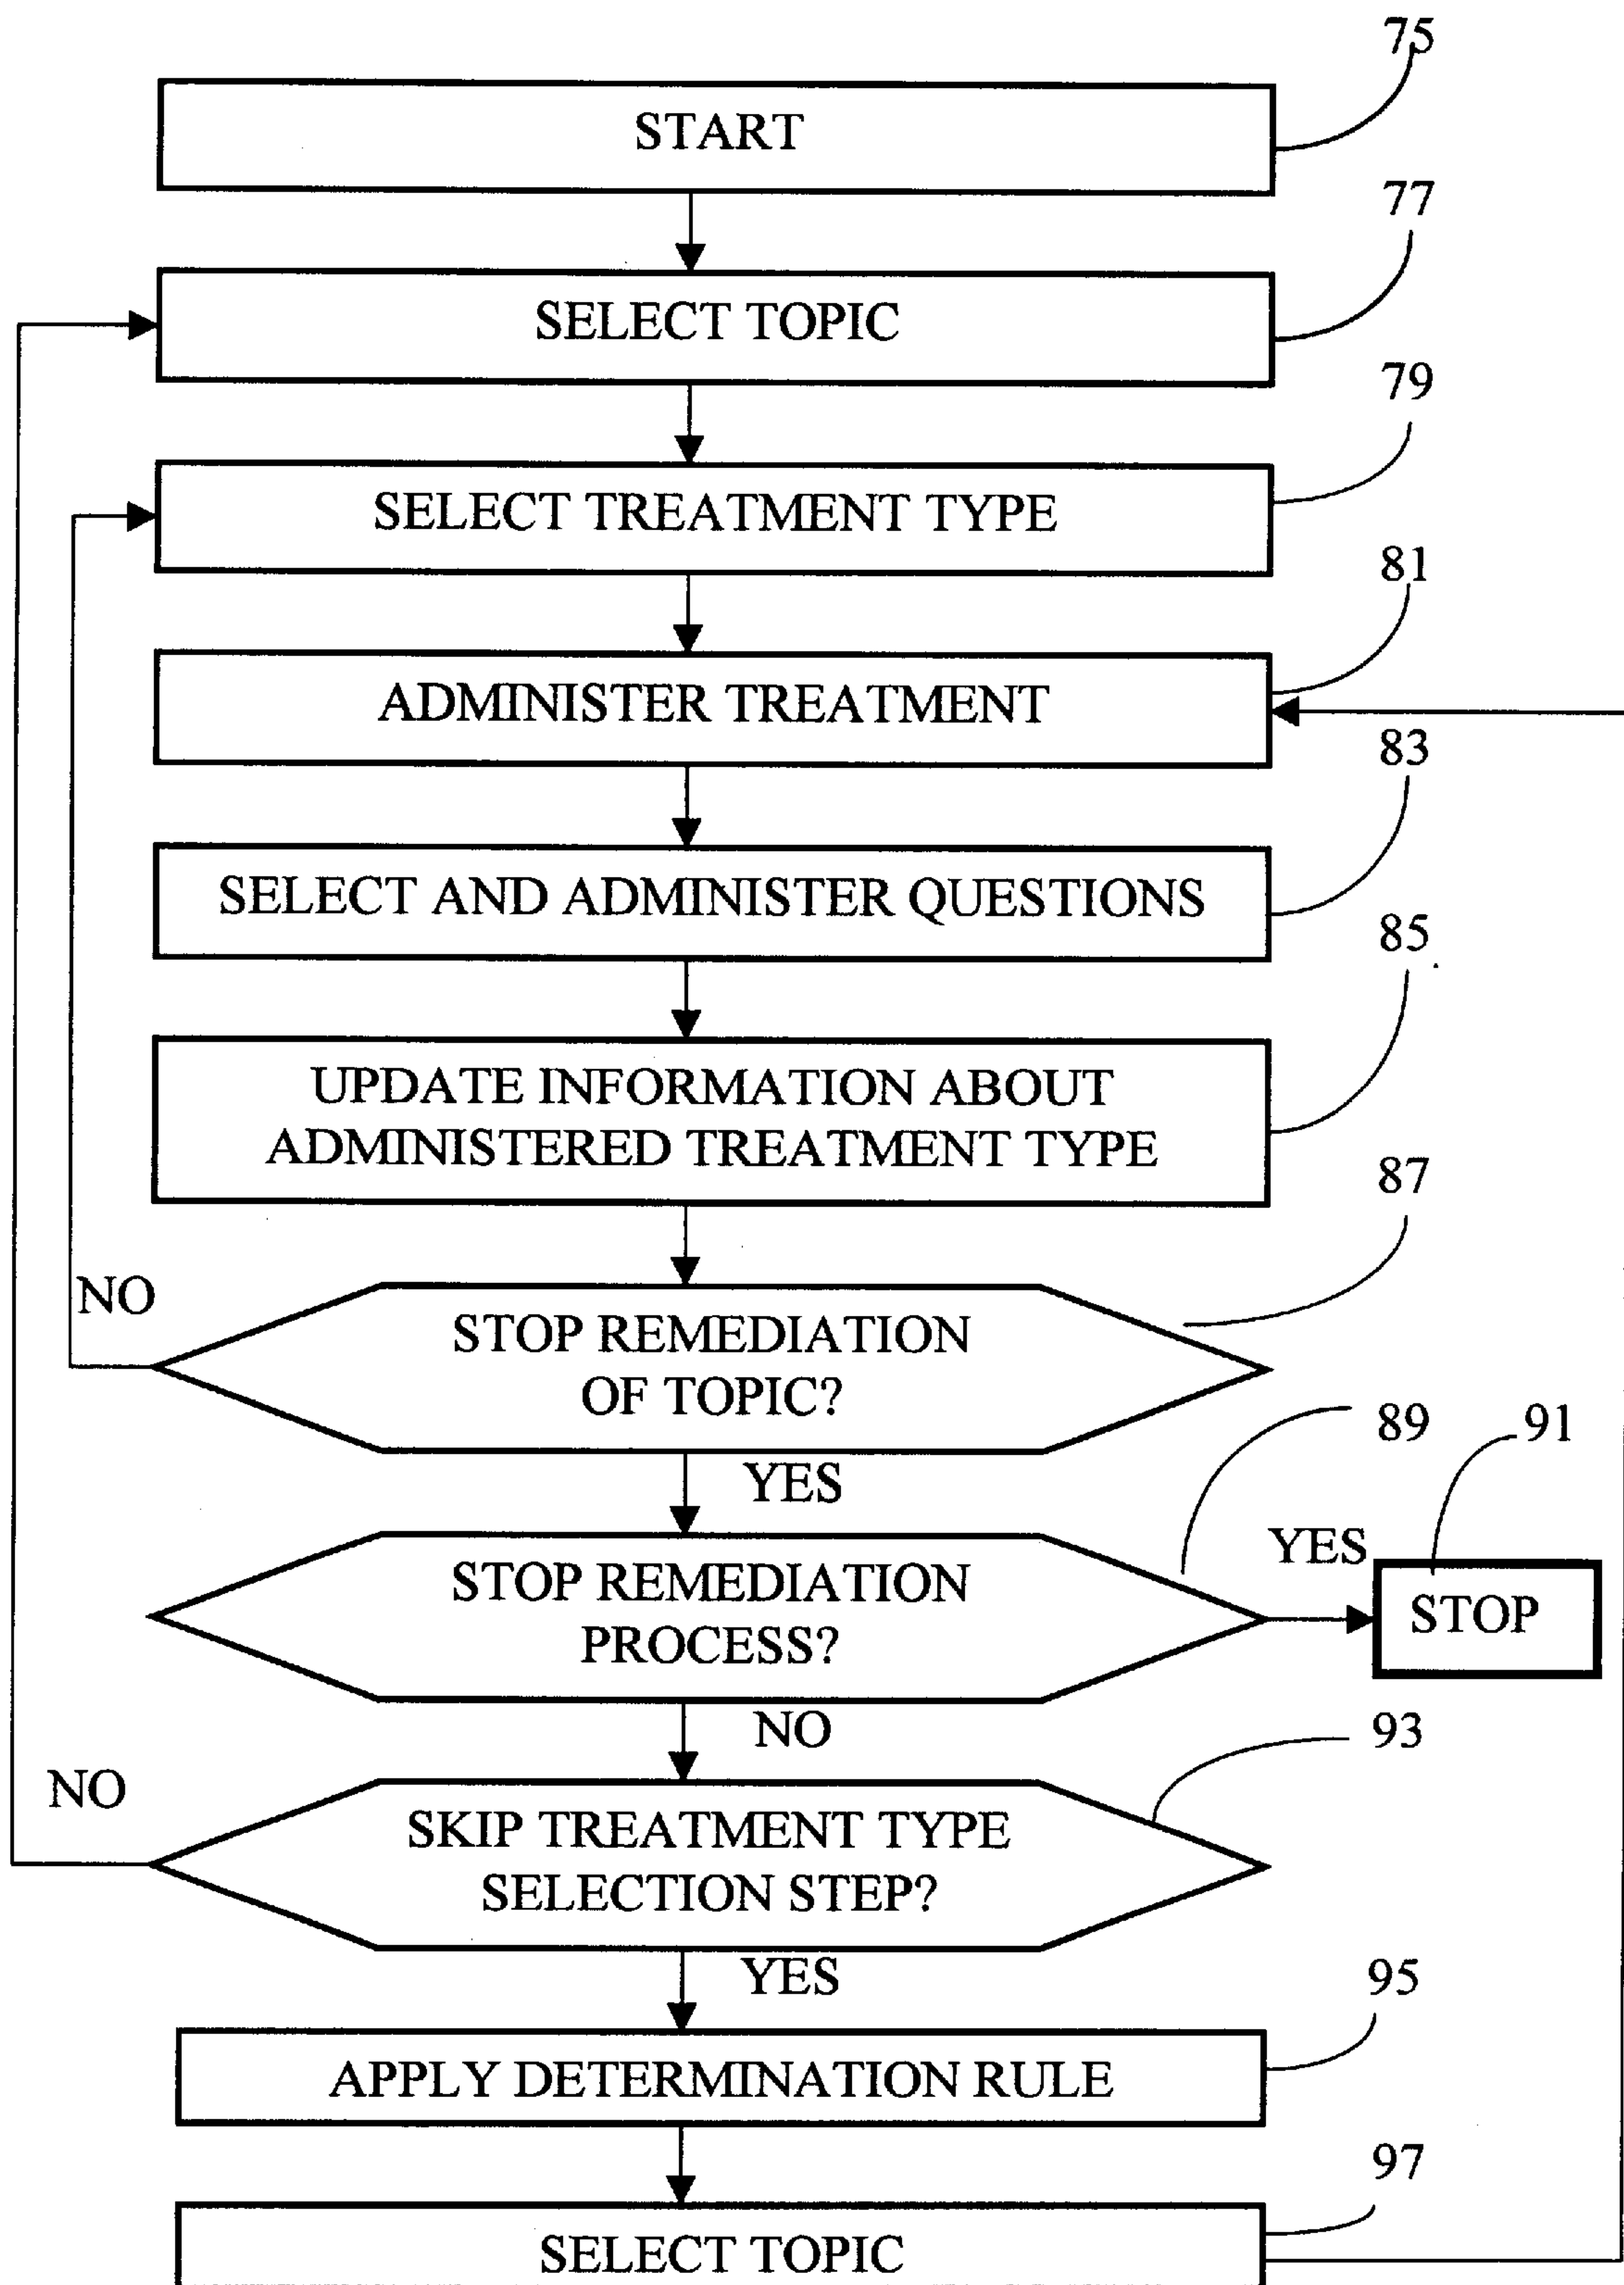 75
START
77
SELECT TOPIC
79
SELECT TREATMENT TYPE
81
ADMINISTER TREATMENT
83
SELECT AND ADMINISTER QUESTIONS
85
UPDATE INFORMATION ABOUT
ADMINISTERED TREATMENT TYPE
87
NO
STOP REMEDIATION
OF TOPIC?
89
91
YES
STOP REMEDIATION
PROCESS?
YES
STOP
NO
93
NO
SKIP TREATMENT TYPE
SELECTION STEP?
YES
95
APPLY DETERMINATION RULE
97
SELECT TOPIC